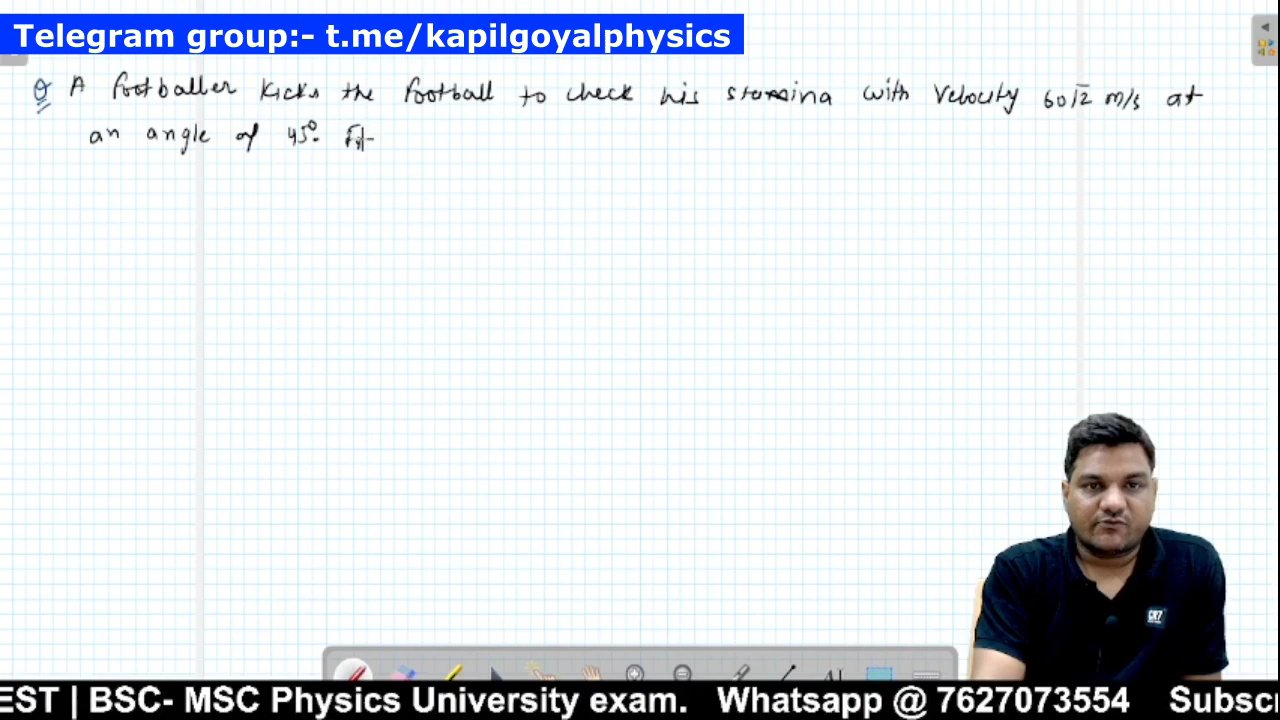 Telegram group:- t.me/kapilgoyalphysics
Q A footballer kicks the football to check his stamina with velocity 60√2 m/s at
an angle of 45°.
CR7
EST | BSC- MSC Physics University exam. Whatsapp @ 7627073554 Subsc